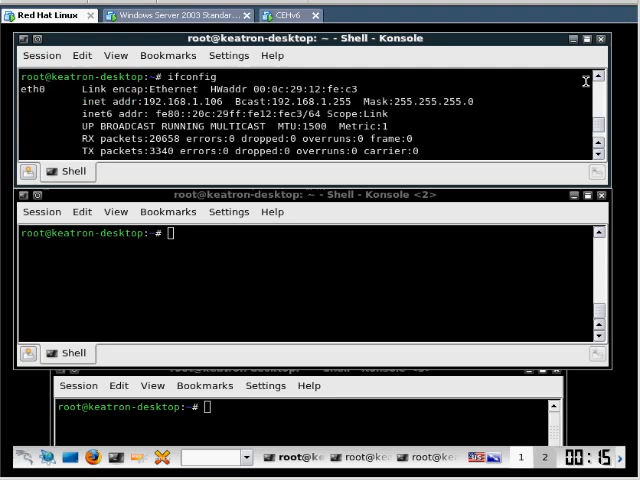 Red Hat Linux Windows Server 2003 Standar... CEHv6
root@keatron-desktop: ~ - Shell - Konsole
Session Edit View Bookmarks Settings Help
root@keatron-desktop:~# ifconfig
eth0 Link encap:Ethernet HWaddr 00:0c:29:12:fe:c3
inet addr:192.168.1.106 Bcast:192.168.1.255 Mask:255.255.255.0
inet6 addr: fe80::20c:29ff:fe12:fec3/64 Scope:Link
UP BROADCAST RUNNING MULTICAST MTU:1500 Metric:1
RX packets:20658 errors:0 dropped:0 overruns:0 frame:0
TX packets:3340 errors:0 dropped:0 overruns:0 carrier:0
Shell
root@keatron-desktop: ~ - Shell - Konsole <2>
Session Edit View Bookmarks Settings Help
root@keatron-desktop:~#
Shell
Session Edit View Bookmarks Settings Help
root@keatron-desktop:~#
root@ke root@ke root@ke 1 2 00:15